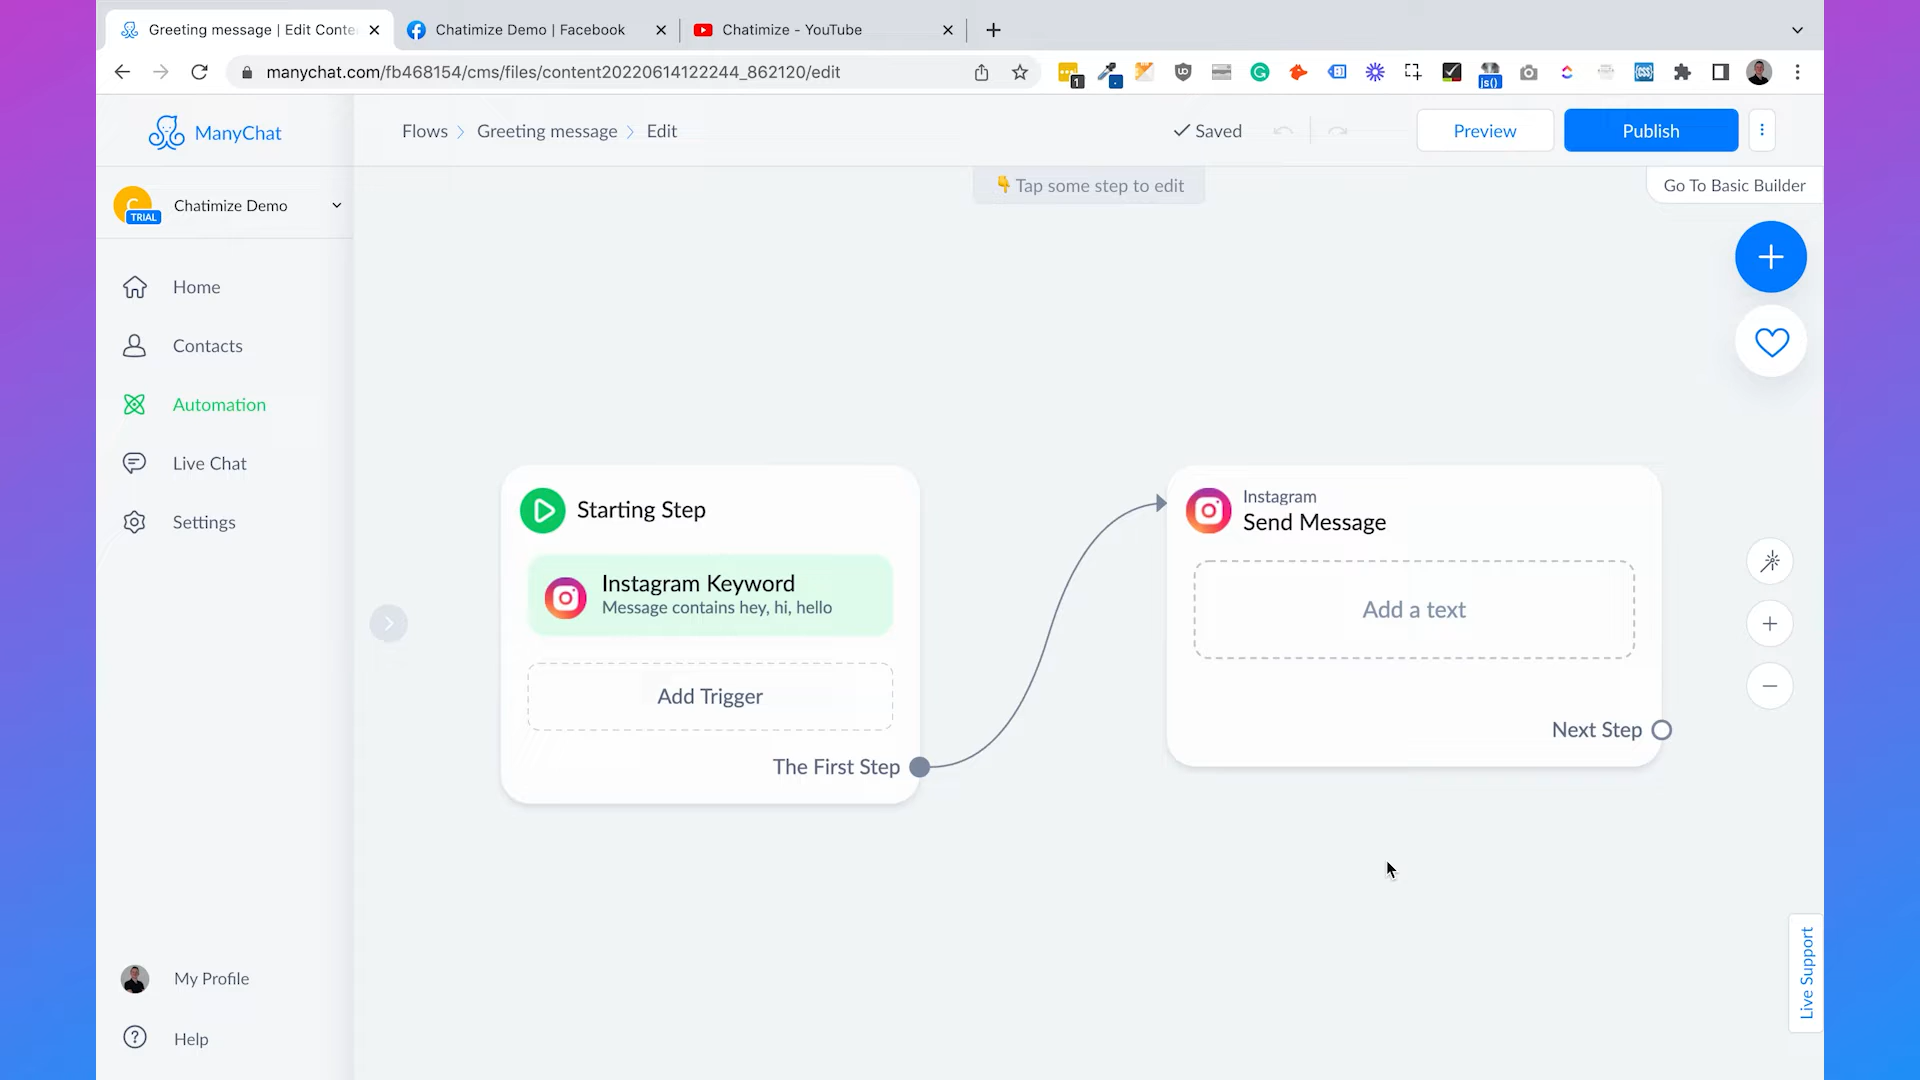 Greeting message | Edit Conte
Chatimize Demo | Facebook
Chatimize - YouTube
manychat.com/fb468154/cms/files/content20220614122244_862120/edit
1
js()
ManyChat
Flows
Greeting message
Edit
Saved
Preview
Publish
👇 Tap some step to edit
Go To Basic Builder
C
TRIAL
Chatimize Demo
Home
Contacts
Automation
Live Chat
Settings
Starting Step
Instagram Keyword
Message contains hey, hi, hello
Add Trigger
The First Step
Instagram
Send Message
Add a text
Next Step
Live Support
My Profile
Help